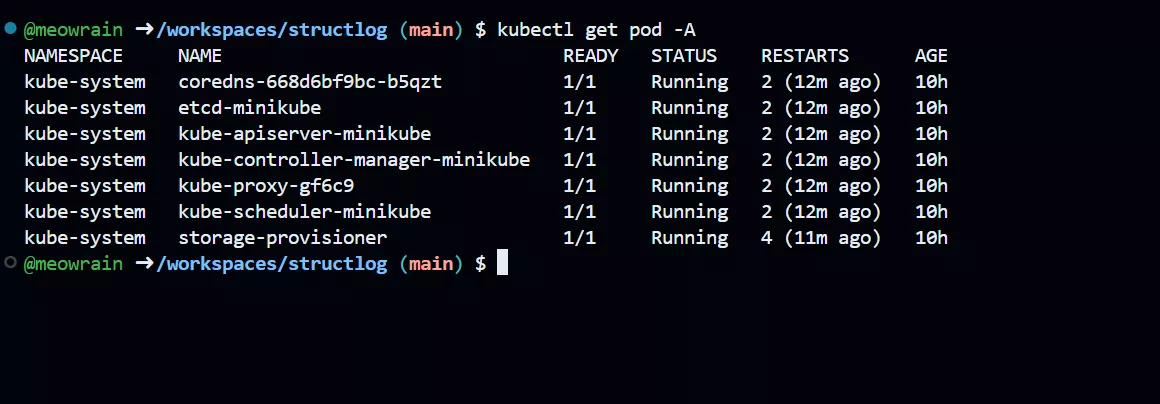 @meowrain ➜/workspaces/structlog (main) $ kubectl get pod -A
NAMESPACE NAME READY STATUS RESTARTS AGE
kube-system coredns-668d6bf9bc-b5qzt 1/1 Running 2 (12m ago) 10h
kube-system etcd-minikube 1/1 Running 2 (12m ago) 10h
kube-system kube-apiserver-minikube 1/1 Running 2 (12m ago) 10h
kube-system kube-controller-manager-minikube 1/1 Running 2 (12m ago) 10h
kube-system kube-proxy-gf6c9 1/1 Running 2 (12m ago) 10h
kube-system kube-scheduler-minikube 1/1 Running 2 (12m ago) 10h
kube-system storage-provisioner 1/1 Running 4 (11m ago) 10h
@meowrain ➜/workspaces/structlog (main) $